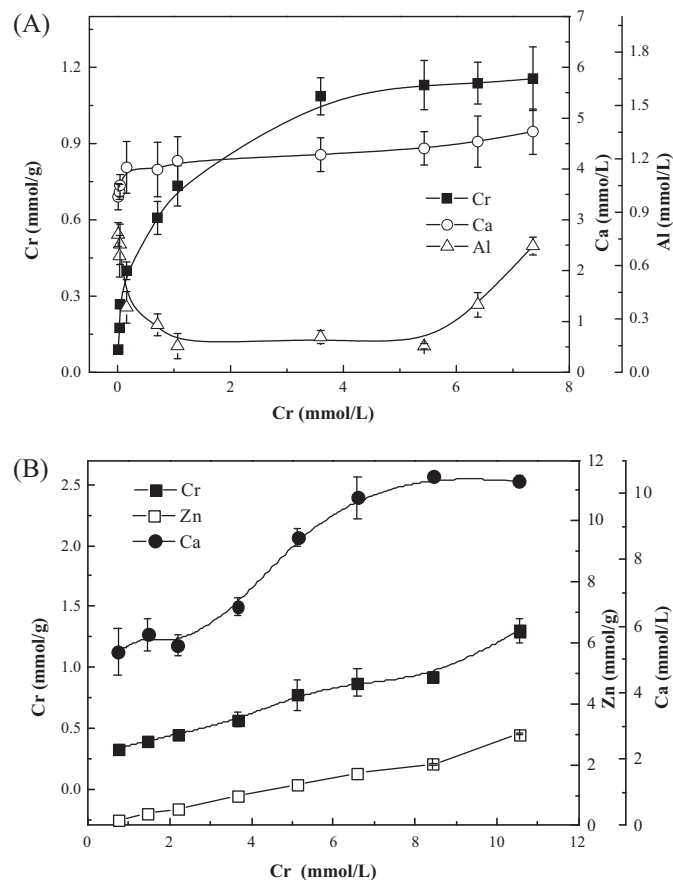 (A)
1.2
0.9
0.6
0.3
0.0
Cr (mmol/g)
0 2 4 6 8
Cr (mmol/L)
Cr
Ca
Al
7
6
5
4
3
2
1
0
Ca (mmo/L)
1.8
1.5
1.2
0.9
0.6
0.3
0.0
Al (mmol/L)
(B)
2.5
2.0
1.5
1.0
0.5
0.0
Cr (mmol/g)
Cr
Zn
Ca
0 2 4 6 8 10 12
Cr (mmol/L)
12
10
8
6
4
2
0
Zn (mmol/g)
10
8
6
4
2
0
Ca (mmol/L)